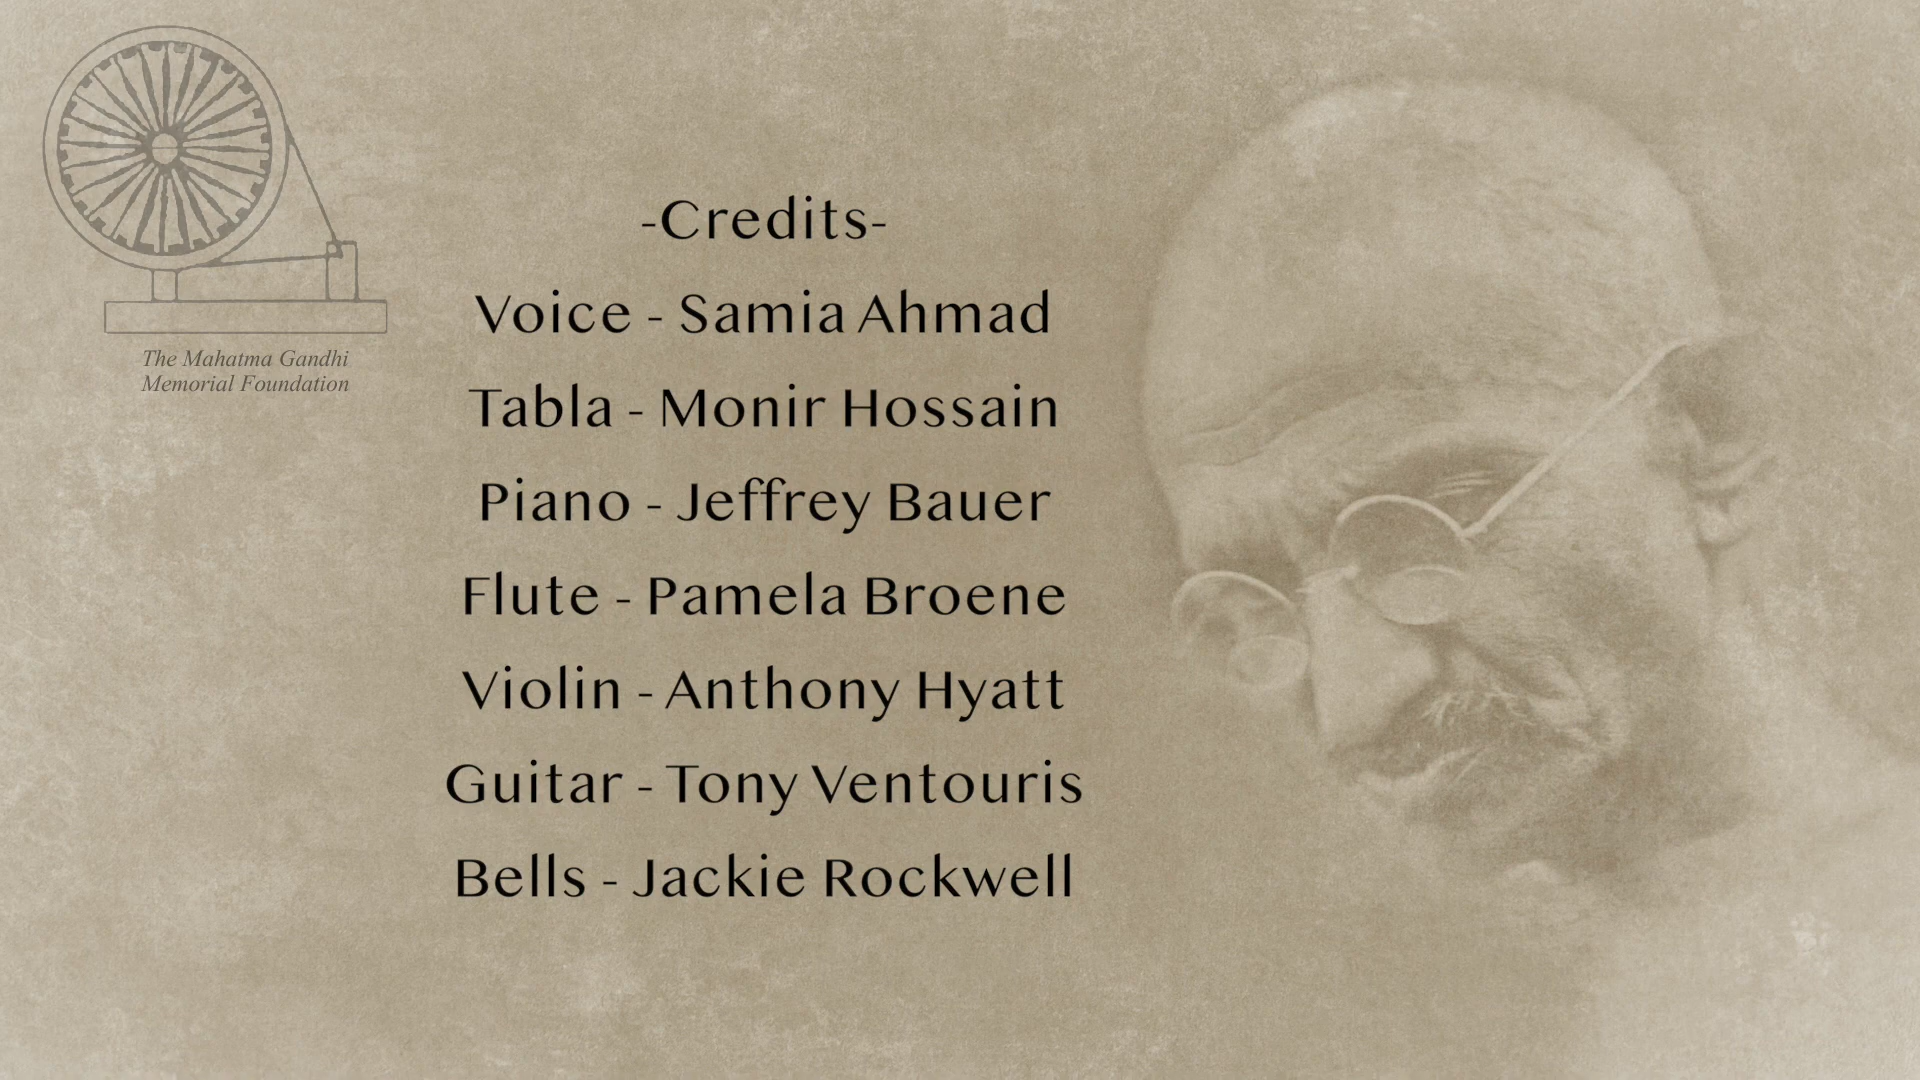 The Mahatma Gandhi
Memorial Foundation
-Credits-
Voice - Samia Ahmad
Tabla - Monir Hossain
Piano - Jeffrey Bauer
Flute - Pamela Broene
Violin - Anthony Hyatt
Guitar - Tony Ventouris
Bells - Jackie Rockwell